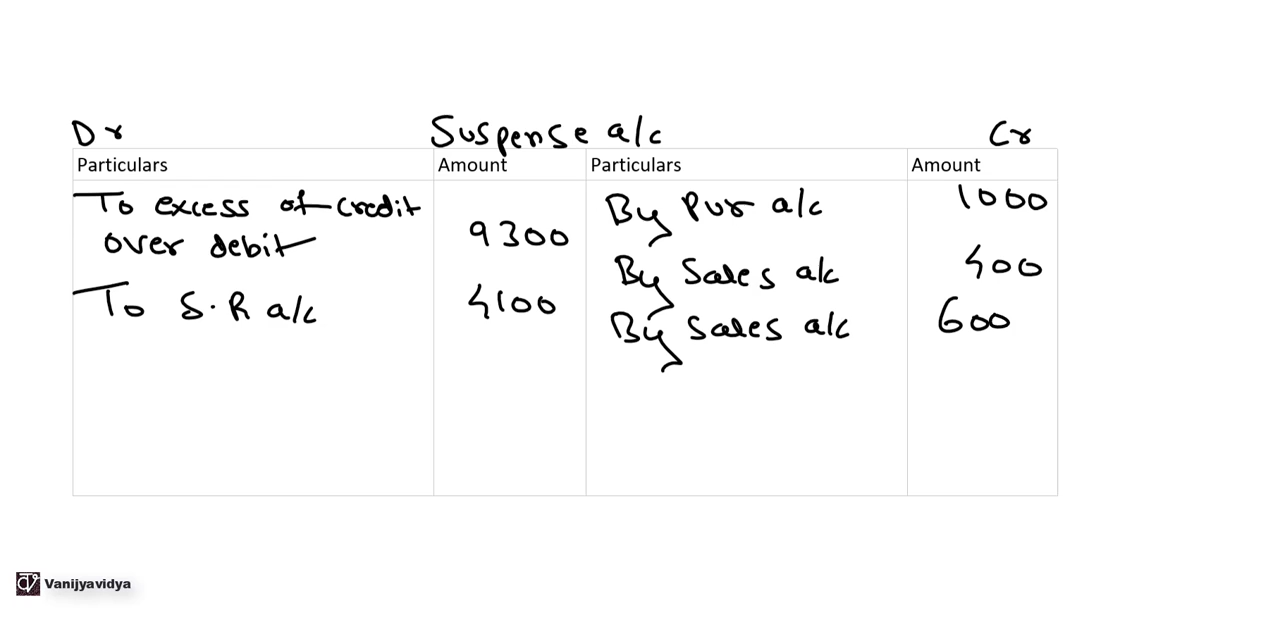 Dr Suspense a/c Cr
Particulars Amount Particulars Amount
To excess of credit
over debit 9300
To S.R a/c 4100
By Pur a/c 1000
By Sales a/c 400
By Sales a/c 600
Vanijyavidya